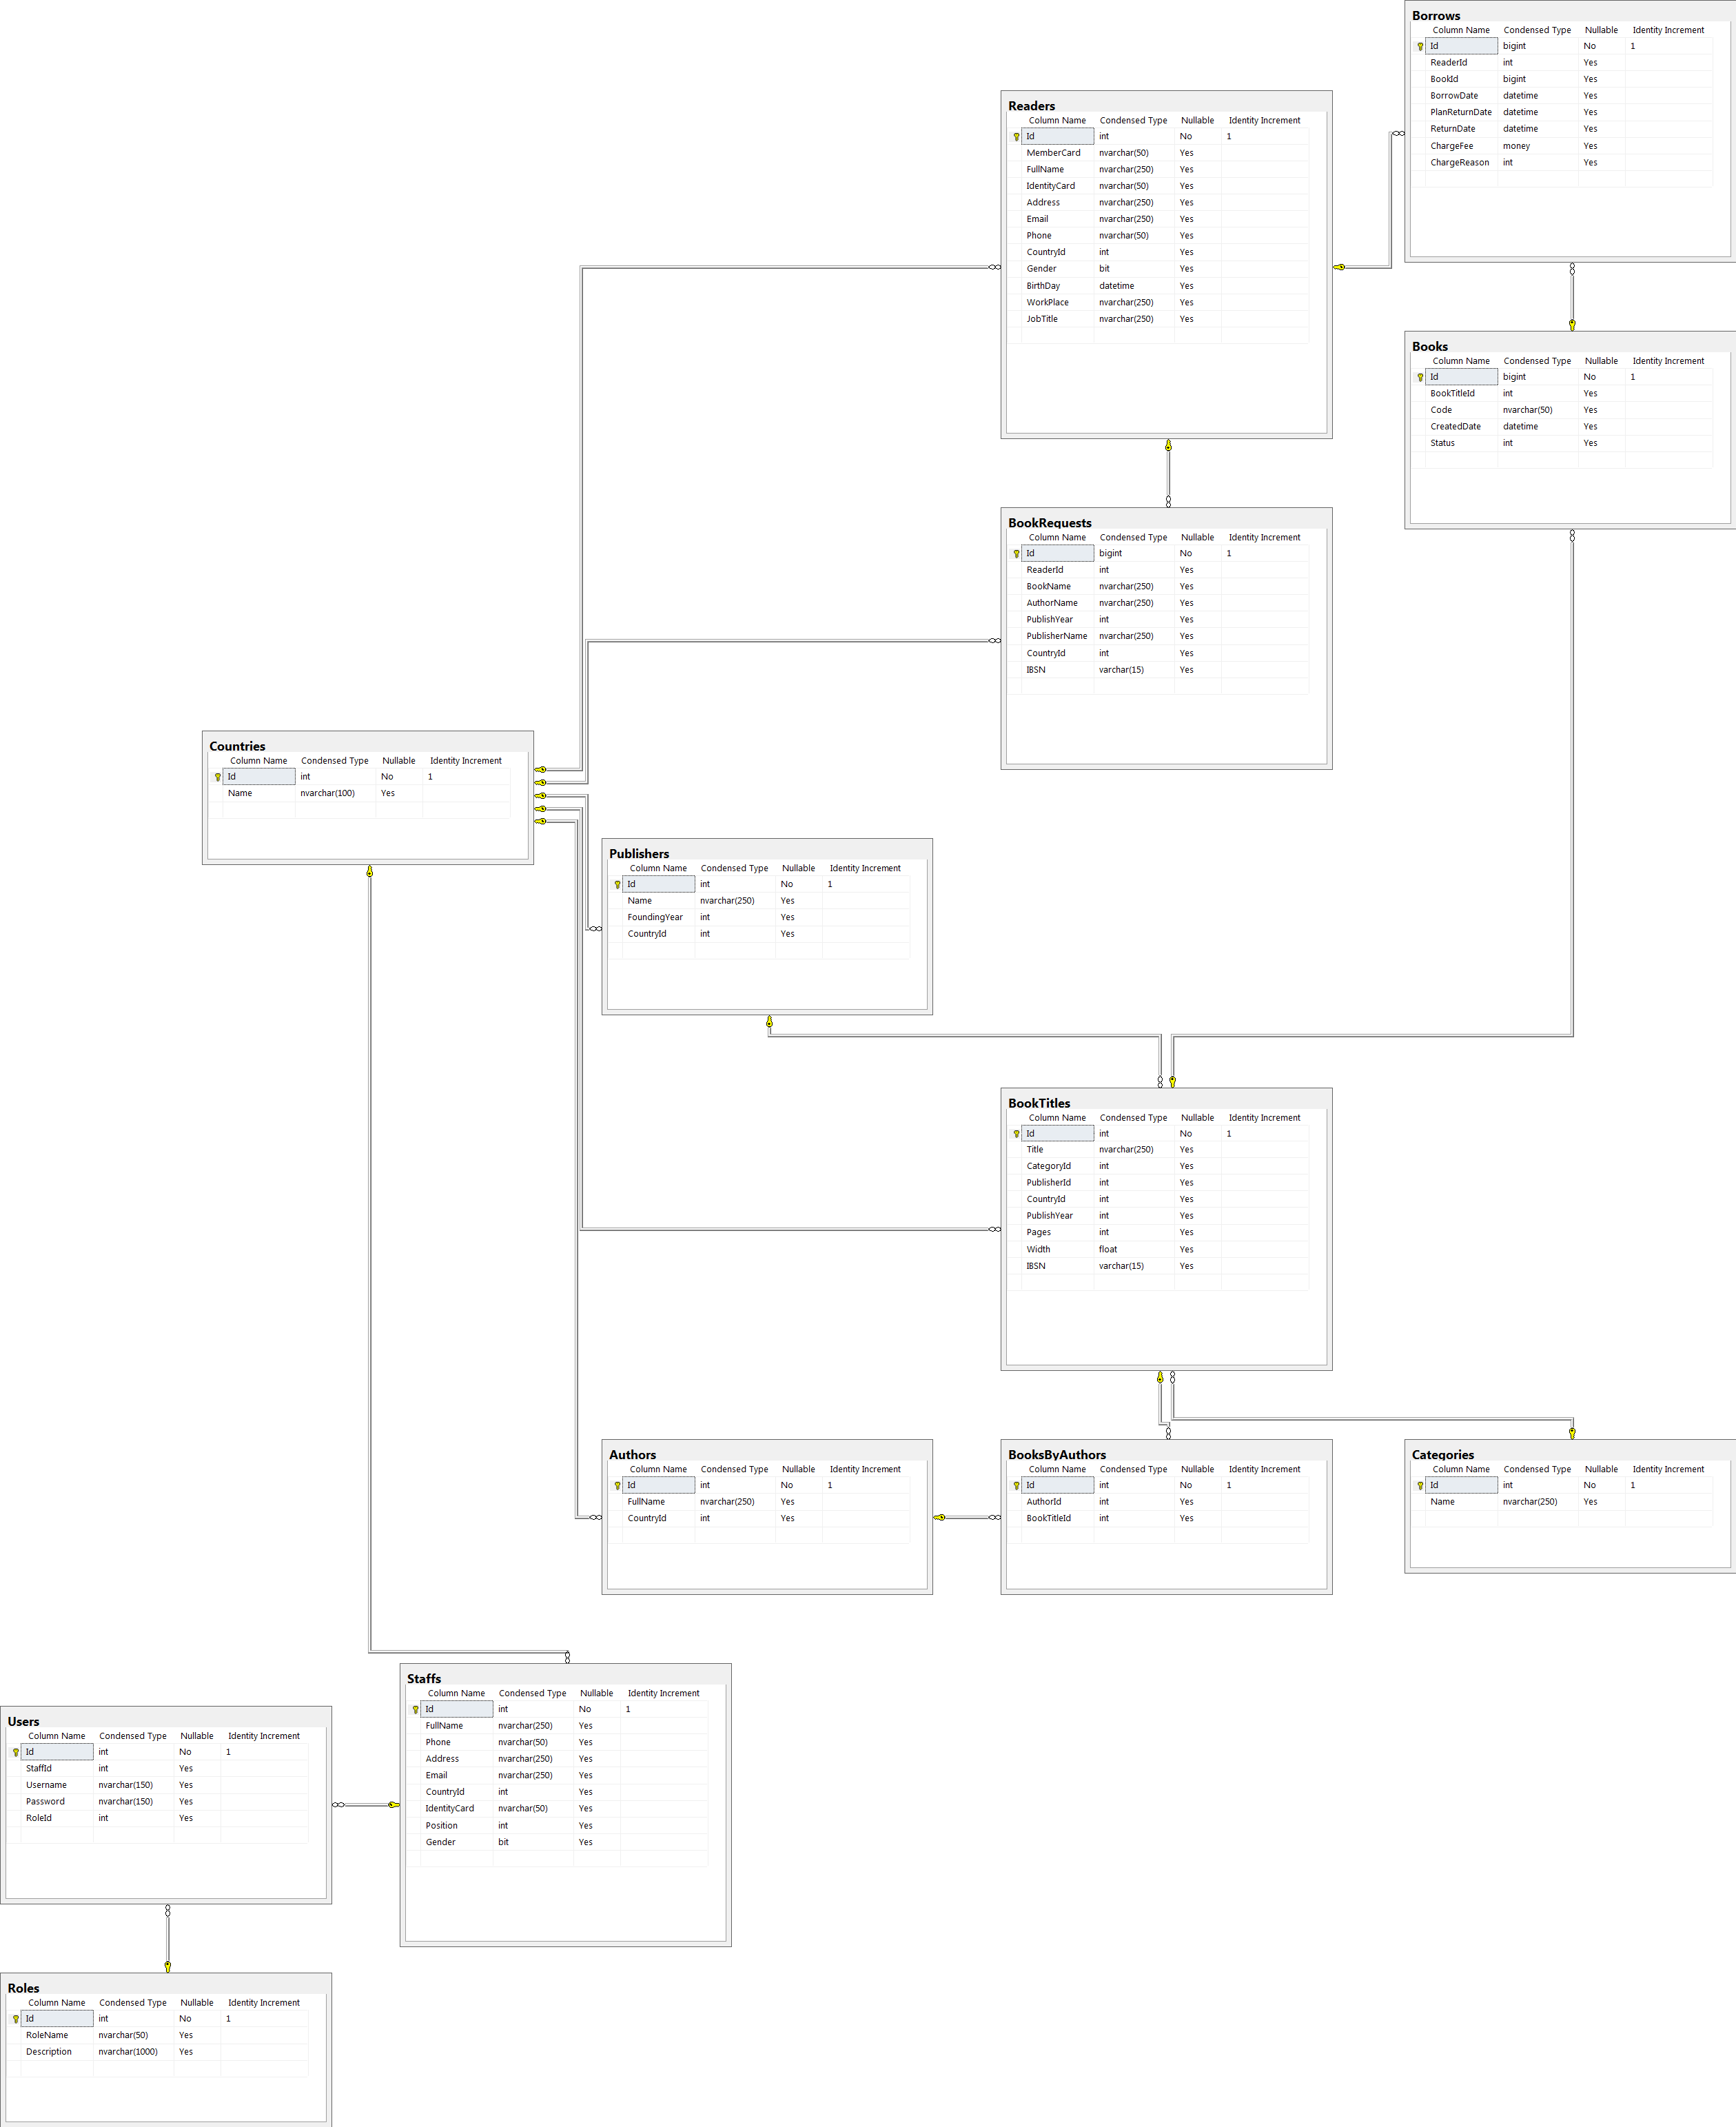 Borrows
Column Name Condensed Type Nullable Identity Increment
Id bigint No 1
ReaderId int Yes
BookId bigint Yes
BorrowDate datetime Yes
PlanReturnDate datetime Yes
ReturnDate datetime Yes
ChargeFee money Yes
ChargeReason int Yes
Readers
Column Name Condensed Type Nullable Identity Increment
Id int No 1
MemberCard nvarchar(50) Yes
FullName nvarchar(250) Yes
IdentityCard nvarchar(50) Yes
Address nvarchar(250) Yes
Email nvarchar(250) Yes
Phone nvarchar(50) Yes
CountryId int Yes
Gender bit Yes
BirthDay datetime Yes
WorkPlace nvarchar(250) Yes
JobTitle nvarchar(250) Yes
Books
Column Name Condensed Type Nullable Identity Increment
Id bigint No 1
BookTitleId int Yes
Code nvarchar(50) Yes
CreatedDate datetime Yes
Status int Yes
BookRequests
Column Name Condensed Type Nullable Identity Increment
Id bigint No 1
ReaderId int Yes
BookName nvarchar(250) Yes
AuthorName nvarchar(250) Yes
PublishYear int Yes
PublisherName nvarchar(250) Yes
CountryId int Yes
IBSN varchar(15) Yes
Countries
Column Name Condensed Type Nullable Identity Increment
Id int No 1
Name nvarchar(100) Yes
Publishers
Column Name Condensed Type Nullable Identity Increment
Id int No 1
Name nvarchar(250) Yes
FoundingYear int Yes
CountryId int Yes
BookTitles
Column Name Condensed Type Nullable Identity Increment
Id int No 1
Title nvarchar(250) Yes
CategoryId int Yes
PublisherId int Yes
CountryId int Yes
PublishYear int Yes
Pages int Yes
Width float Yes
IBSN varchar(15) Yes
Authors
Column Name Condensed Type Nullable Identity Increment
Id int No 1
FullName nvarchar(250) Yes
CountryId int Yes
BooksByAuthors
Column Name Condensed Type Nullable Identity Increment
Id int No 1
AuthorId int Yes
BookTitleId int Yes
Categories
Column Name Condensed Type Nullable Identity Increment
Id int No 1
Name nvarchar(250) Yes
Staffs
Column Name Condensed Type Nullable Identity Increment
Id int No 1
FullName nvarchar(250) Yes
Phone nvarchar(50) Yes
Address nvarchar(250) Yes
Email nvarchar(250) Yes
CountryId int Yes
IdentityCard nvarchar(50) Yes
Position int Yes
Gender bit Yes
Users
Column Name Condensed Type Nullable Identity Increment
Id int No 1
StaffId int Yes
Username nvarchar(150) Yes
Password nvarchar(150) Yes
RoleId int Yes
Roles
Column Name Condensed Type Nullable Identity Increment
Id int No 1
RoleName nvarchar(50) Yes
Description nvarchar(1000) Yes